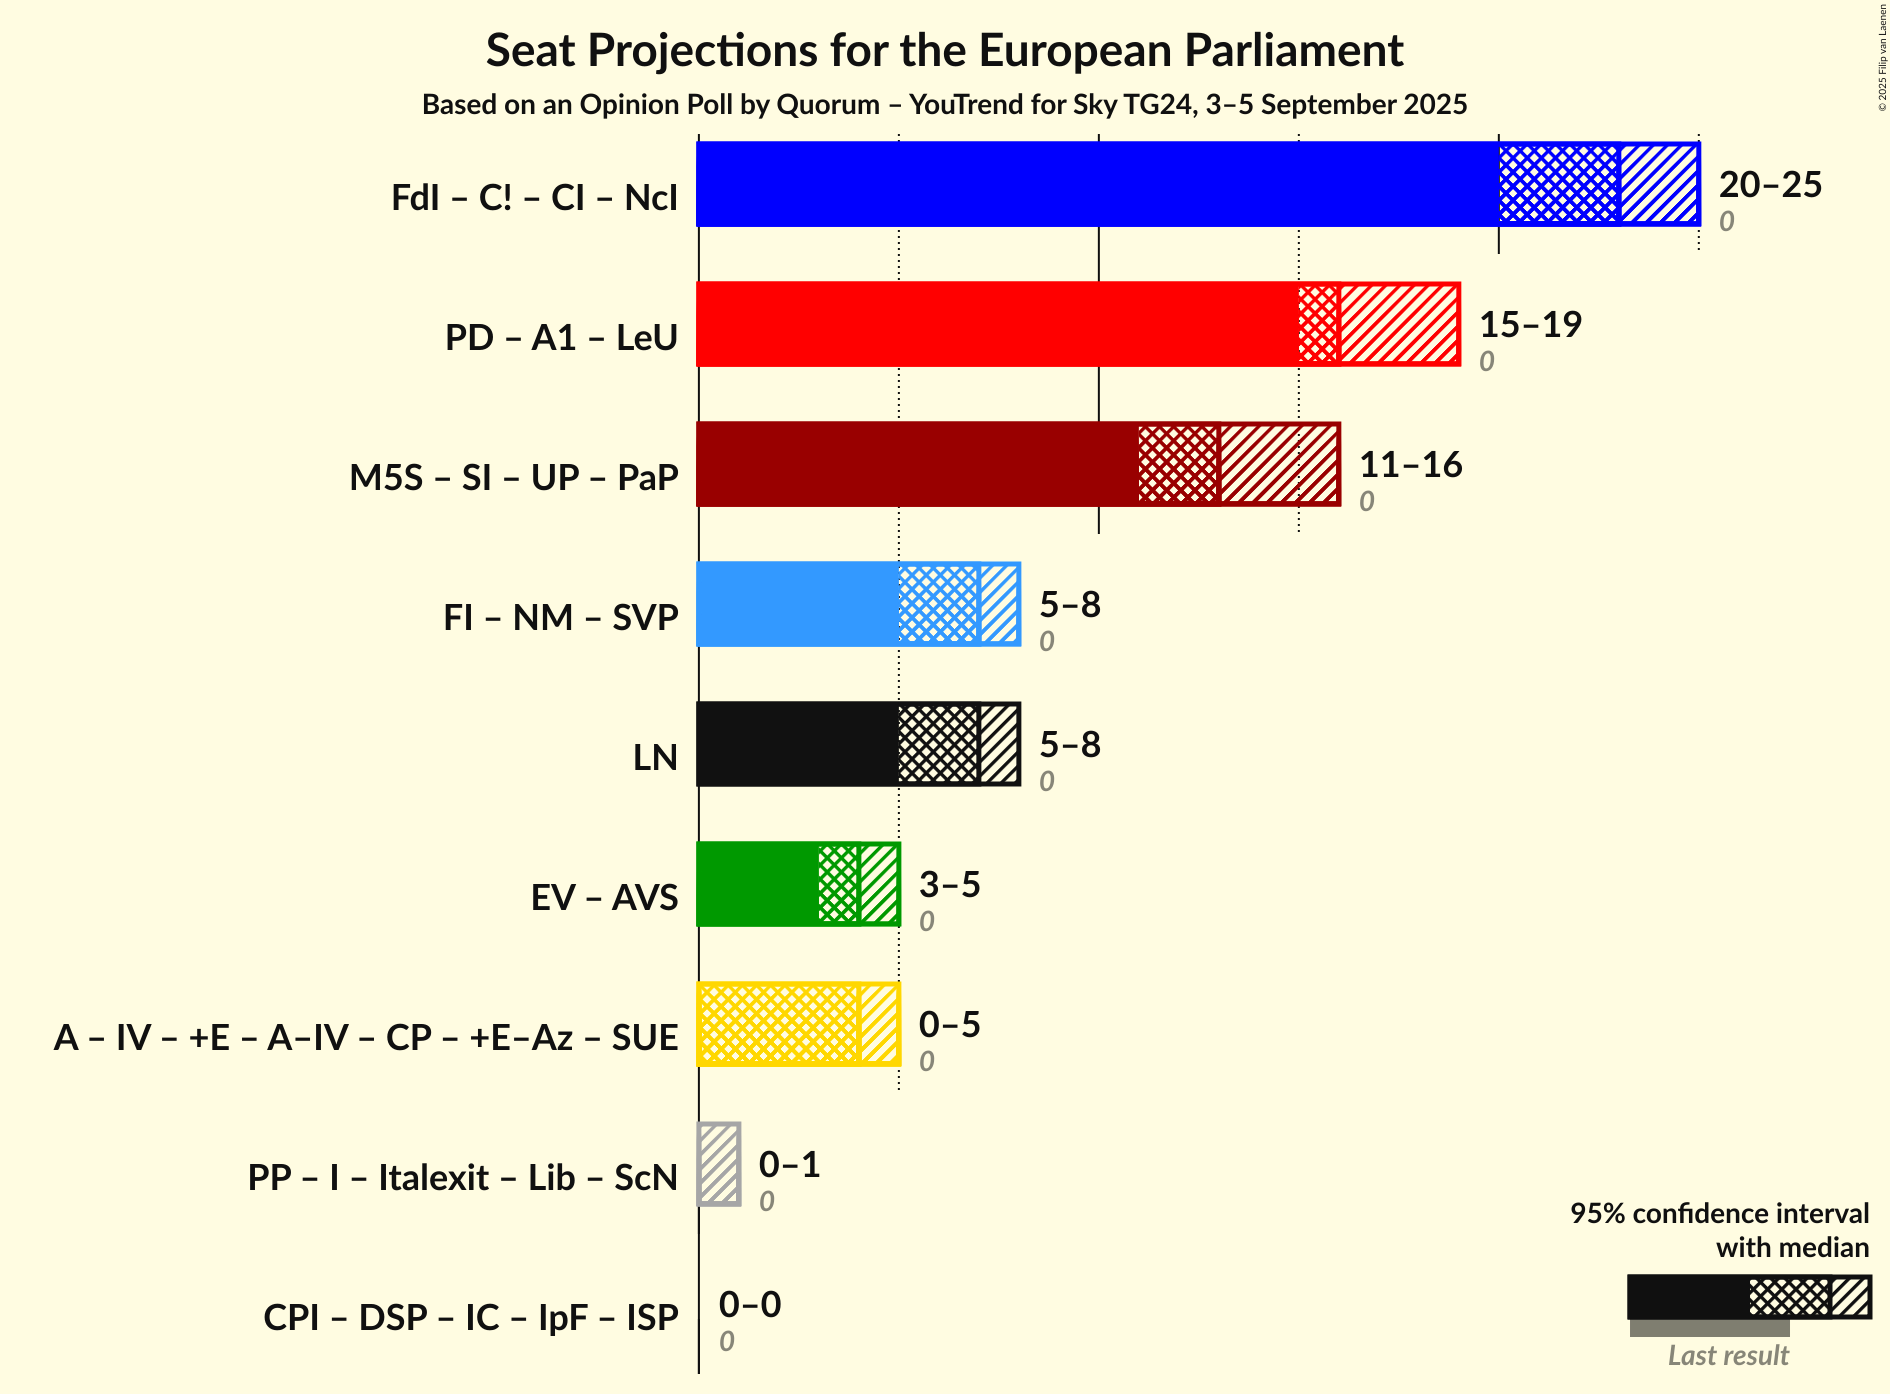 Seat Projections for the European Parliament
Based on an Opinion Poll by Quorum – YouTrend for Sky TG24, 3–5 September 2025
© 2025 Filip van Laenen
FdI – C! – CI – NcI
20–25
0
PD – A1 – LeU
15–19
0
M5S – SI – UP – PaP
11–16
0
FI – NM – SVP
5–8
0
LN
5–8
0
EV – AVS
3–5
0
A – IV – +E – A–IV – CP – +E–Az – SUE
0–5
0
PP – I – Italexit – Lib – ScN
0–1
0
CPI – DSP – IC – IpF – ISP
0–0
0
95% confidence interval
with median
Last result